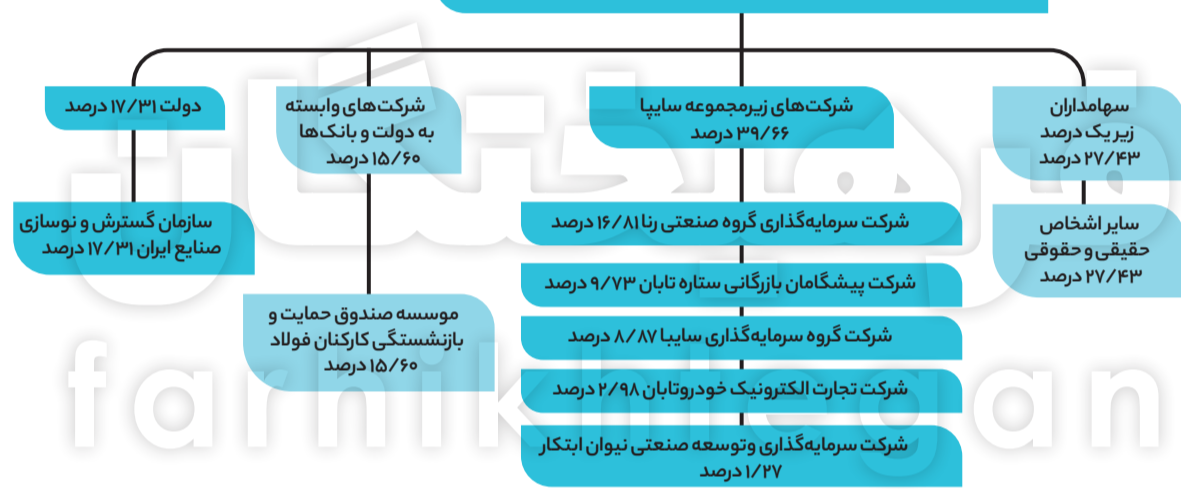 سهامداران
زیر یک درصد
۲۷/۴۳ درصد
سایر اشخاص
حقیقی و حقوقی
۲۷/۴۳ درصد
شرکت‌های زیرمجموعه سایپا
۳۹/۶۶ درصد
شرکت سرمایه‌گذاری گروه صنعتی رنا ۱۶/۸۱ درصد
شرکت پیشگامان بازرگانی ستاره تابان ۹/۷۳ درصد
شرکت گروه سرمایه‌گذاری سایپا ۸/۸۷ درصد
شرکت تجارت الکترونیک خودروتابان ۲/۹۸ درصد
شرکت سرمایه‌گذاری وتوسعه صنعتی نیوان ابتکار
۱/۲۷ درصد
شرکت‌های وابسته
به دولت و بانک‌ها
۱۵/۶۰ درصد
موسسه صندوق حمایت و
بازنشستگی کارکنان فولاد
۱۵/۶۰ درصد
دولت ۱۷/۳۱ درصد
سازمان گسترش و نوسازی
صنایع ایران ۱۷/۳۱ درصد
فرهیختگان
farhikhtegan